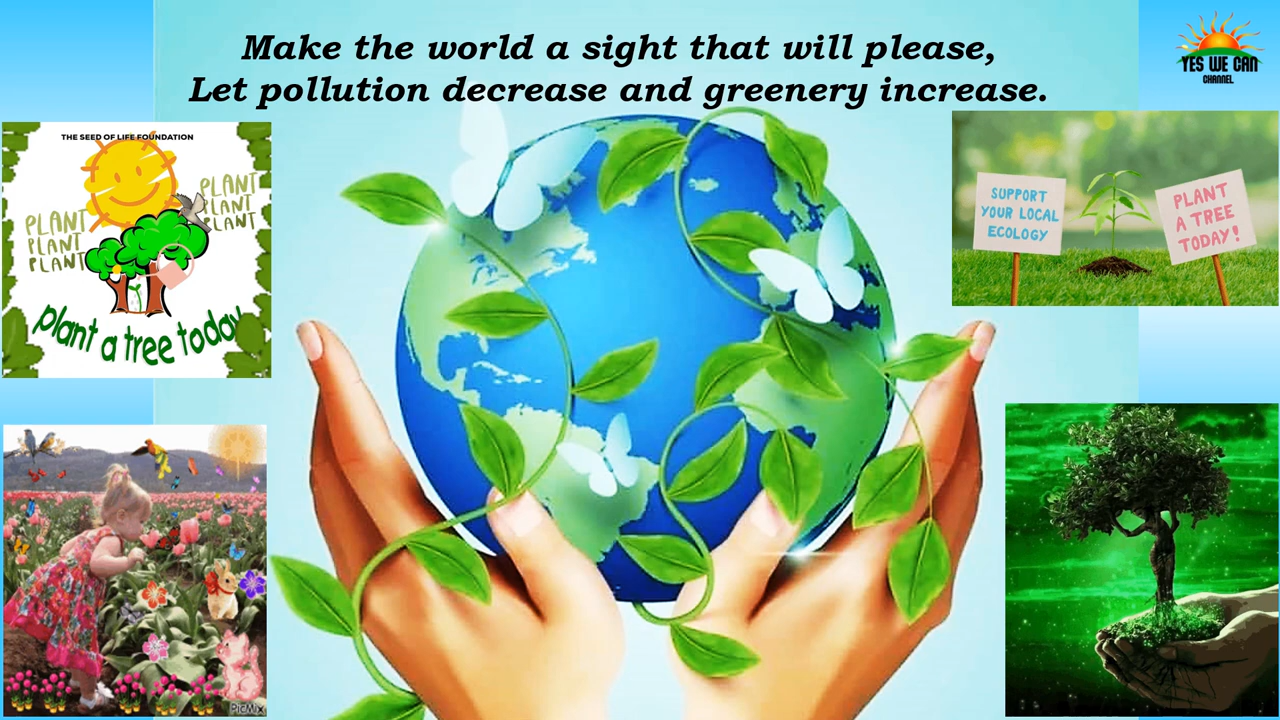 Make the world a sight that will please,
Let pollution decrease and greenery increase.
YES WE CAN
CHANNEL
THE SEED OF LIFE FOUNDATION
PLANT
PLANT
PLANT
PLANT
PLANT
PLANT
plant a tree today
SUPPORT
YOUR LOCAL
ECOLOGY
PLANT
A TREE
TODAY!
PicMix